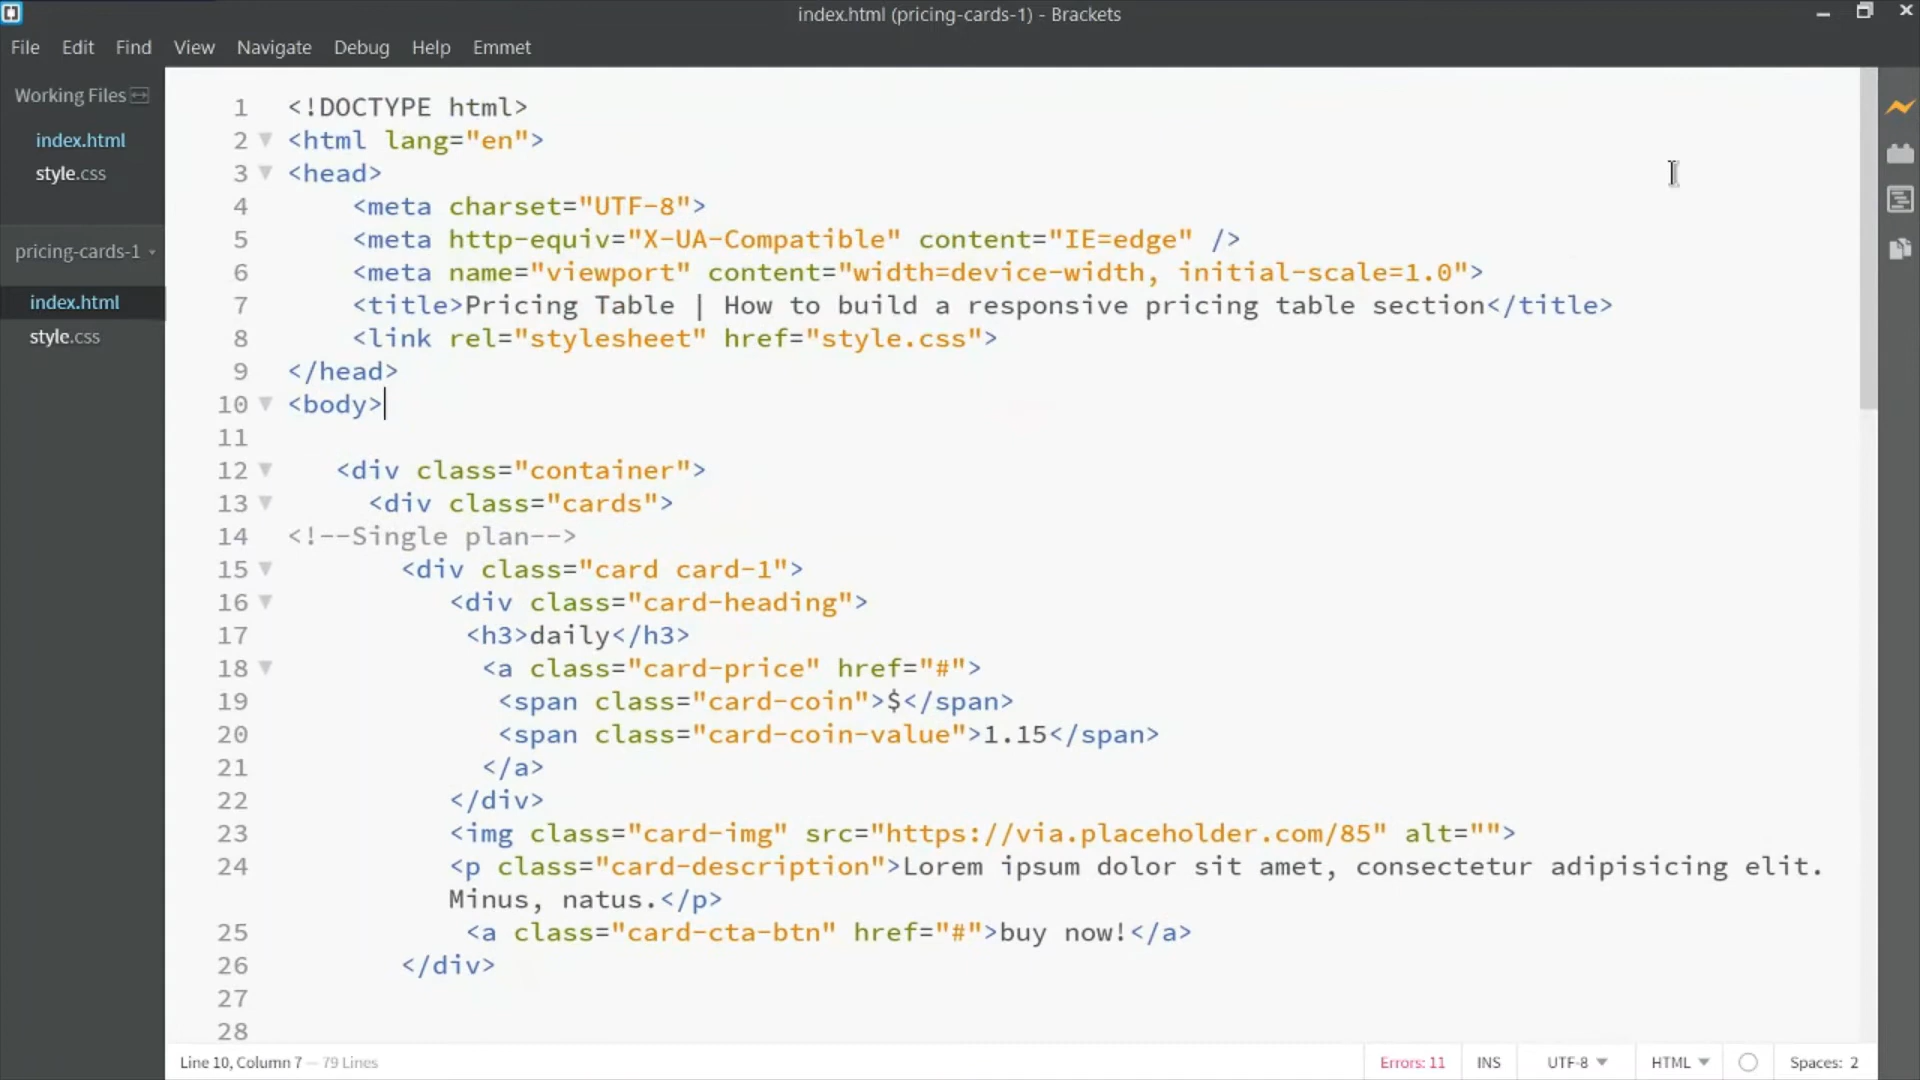 index.html (pricing-cards-1) - Brackets
File Edit Find View Navigate Debug Help Emmet
Working Files
index.html
style.css
pricing-cards-1
index.html
style.css
1 <!DOCTYPE html>
2 <html lang="en">
3 <head>
4 <meta charset="UTF-8">
5 <meta http-equiv="X-UA-Compatible" content="IE=edge" />
6 <meta name="viewport" content="width=device-width, initial-scale=1.0">
7 <title>Pricing Table | How to build a responsive pricing table section</title>
8 <link rel="stylesheet" href="style.css">
9 </head>
10 <body>
11
12 <div class="container">
13 <div class="cards">
14 <!--Single plan-->
15 <div class="card card-1">
16 <div class="card-heading">
17 <h3>daily</h3>
18 <a class="card-price" href="#">
19 <span class="card-coin">$</span>
20 <span class="card-coin-value">1.15</span>
21 </a>
22 </div>
23 <img class="card-img" src="https://via.placeholder.com/85" alt="">
24 <p class="card-description">Lorem ipsum dolor sit amet, consectetur adipisicing elit.
Minus, natus.</p>
25 <a class="card-cta-btn" href="#">buy now!</a>
26 </div>
27
28
Line 10, Column 7 — 79 Lines
Errors: 11 INS UTF-8 HTML Spaces: 2